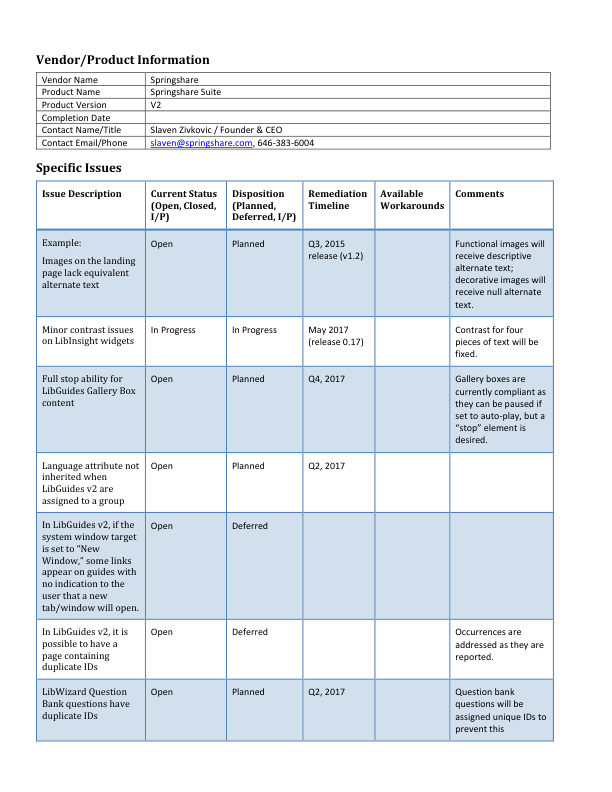 Vendor/Product Information
Vendor Name Springshare
Product Name Springshare Suite
Product Version V2
Completion Date
Contact Name/Title Slaven Zivkovic / Founder & CEO
Contact Email/Phone slaven@springshare.com, 646-383-6004
Specific Issues
Issue Description
Current Status
(Open, Closed,
I/P)
Disposition
(Planned,
Deferred, I/P)
Remediation
Timeline
Available
Workarounds
Comments
Example:
Images on the landing
page lack equivalent
alternate text
Open
Planned
Q3, 2015
release (v1.2)
Functional images will
receive descriptive
alternate text;
decorative images will
receive null alternate
text.
Minor contrast issues
on LibInsight widgets
In Progress
In Progress
May 2017
(release 0.17)
Contrast for four
pieces of text will be
fixed.
Full stop ability for
LibGuides Gallery Box
content
Open
Planned
Q4, 2017
Gallery boxes are
currently compliant as
they can be paused if
set to auto-play, but a
“stop” element is
desired.
Language attribute not
inherited when
LibGuides v2 are
assigned to a group
Open
Planned
Q2, 2017
In LibGuides v2, if the
system window target
is set to “New
Window,” some links
appear on guides with
no indication to the
user that a new
tab/window will open.
Open
Deferred
In LibGuides v2, it is
possible to have a
page containing
duplicate IDs
Open
Deferred
Occurrences are
addressed as they are
reported.
LibWizard Question
Bank questions have
duplicate IDs
Open
Planned
Q2, 2017
Question bank
questions will be
assigned unique IDs to
prevent this